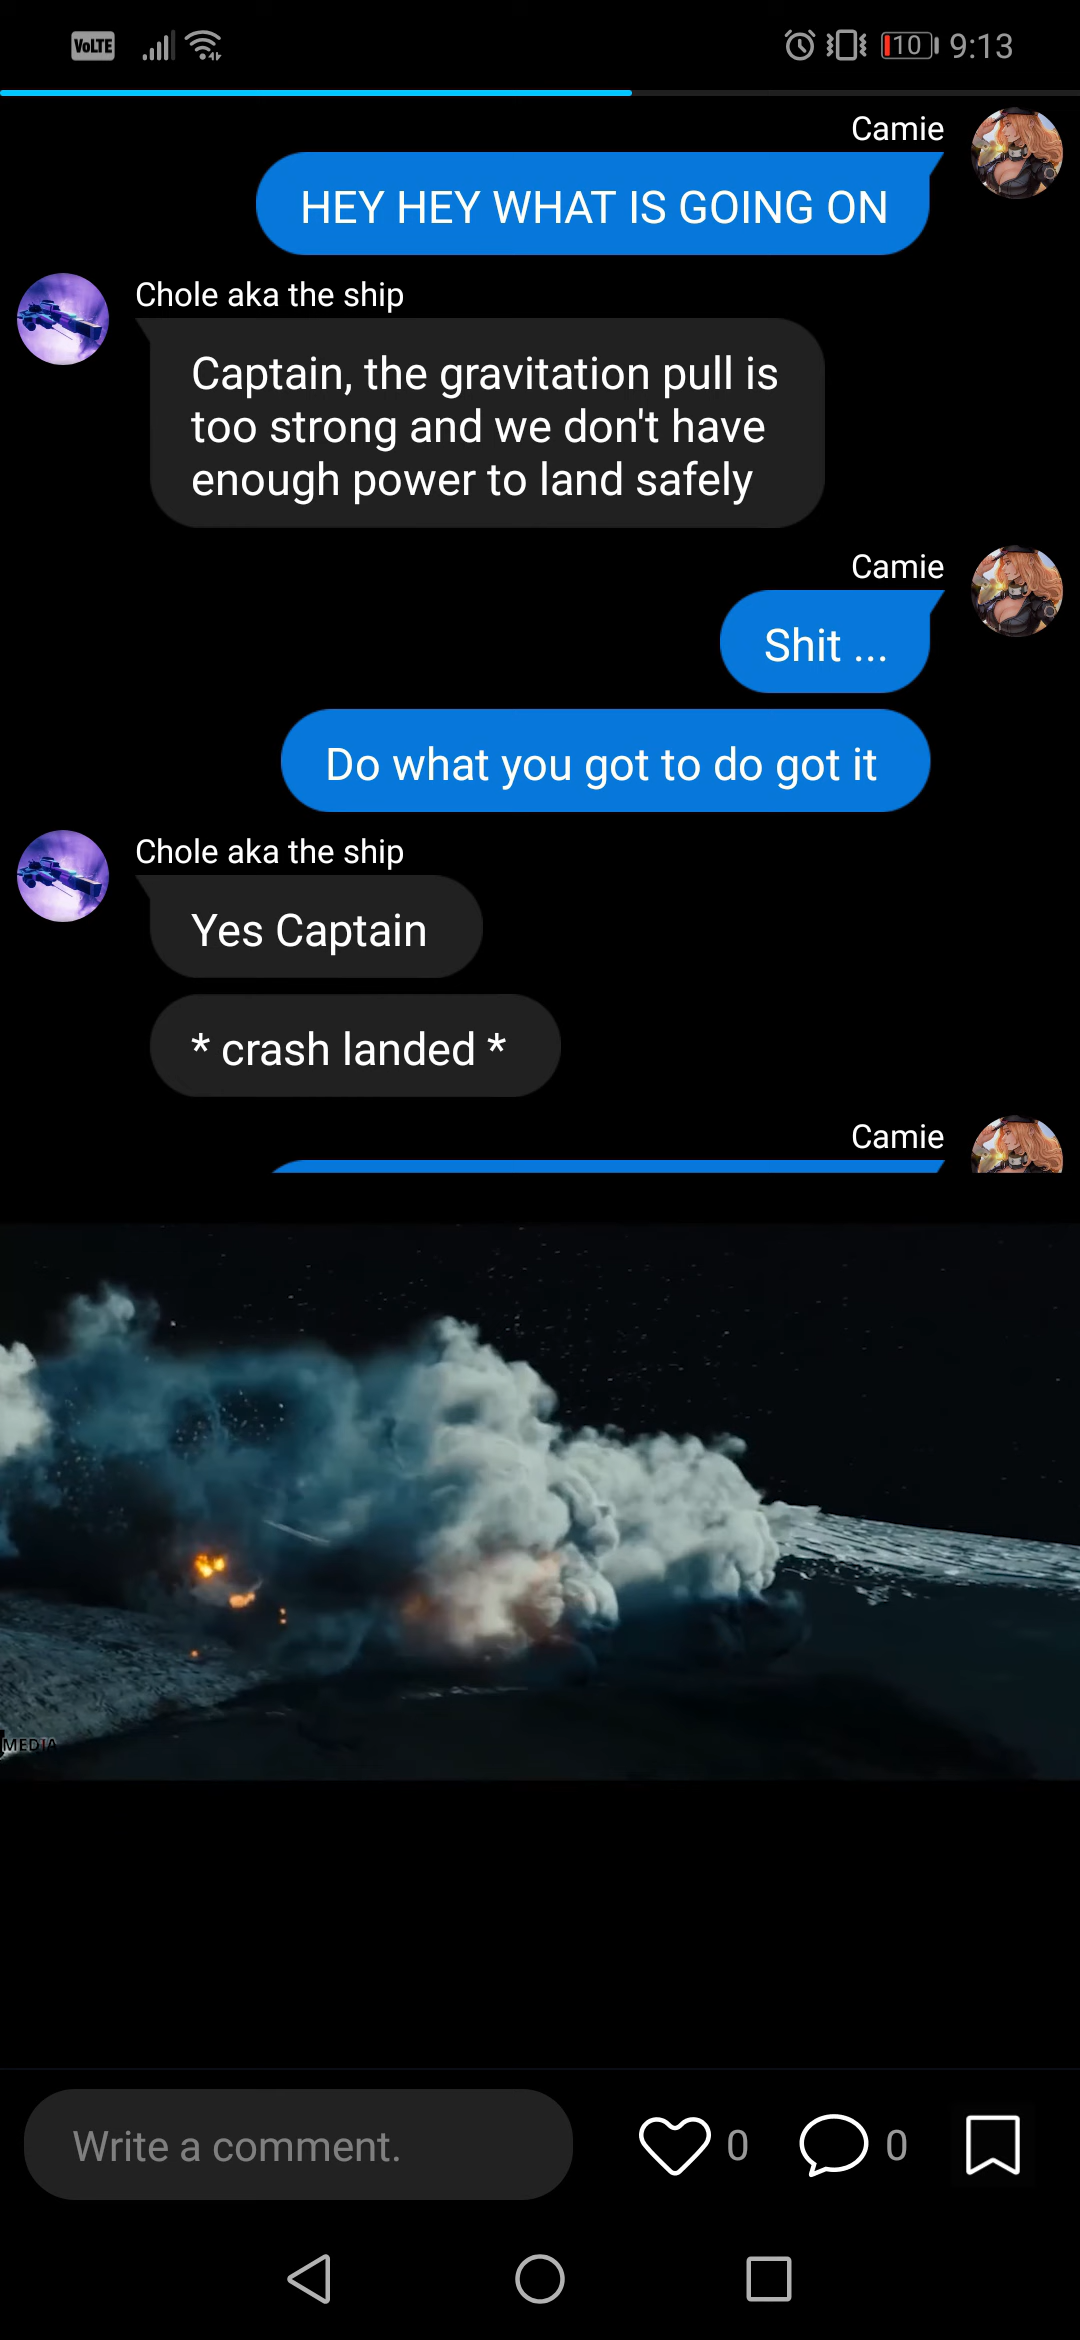 VoLTE 10 9:13
Camie
HEY HEY WHAT IS GOING ON
Chole aka the ship
Captain, the gravitation pull is
too strong and we don't have
enough power to land safely
Camie
Shit ...
Do what you got to do got it
Chole aka the ship
Yes Captain
* crash landed *
Camie
MEDIA
Write a comment. 0 0